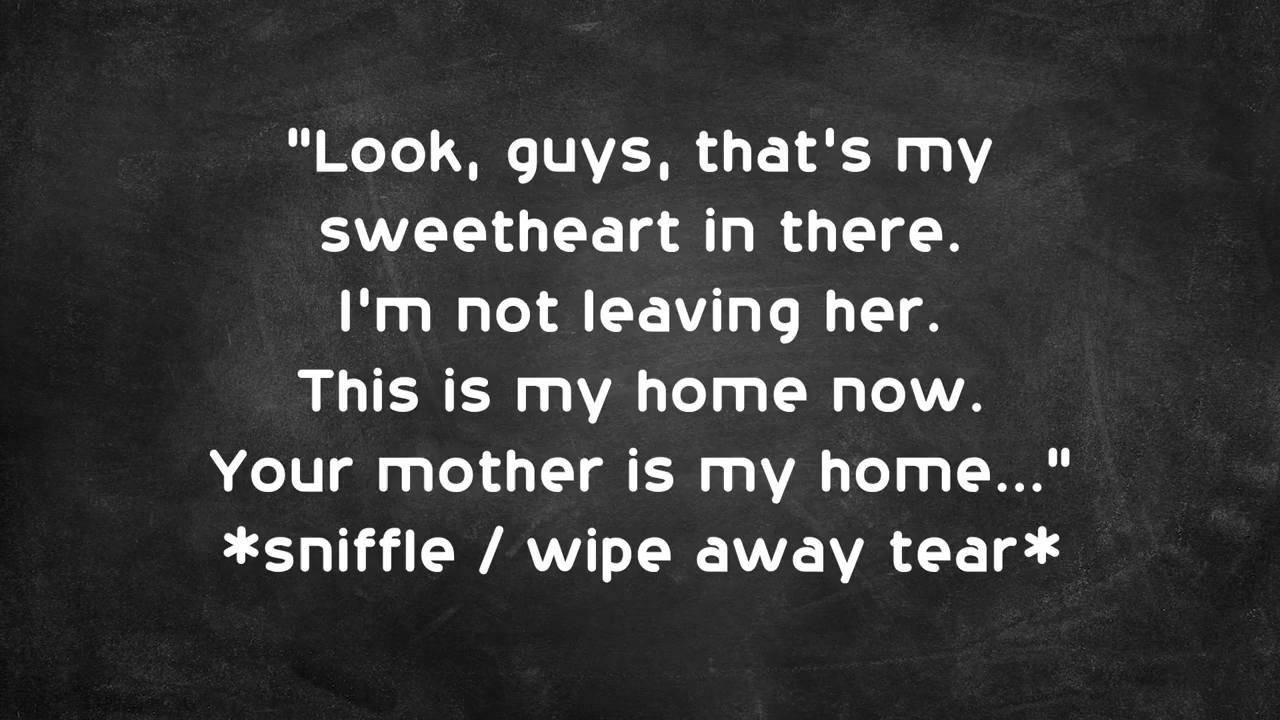 "Look, guys, that's my
sweetheart in there.
I'm not leaving her.
This is my home now.
Your mother is my home..."
*sniffle / wipe away tear*